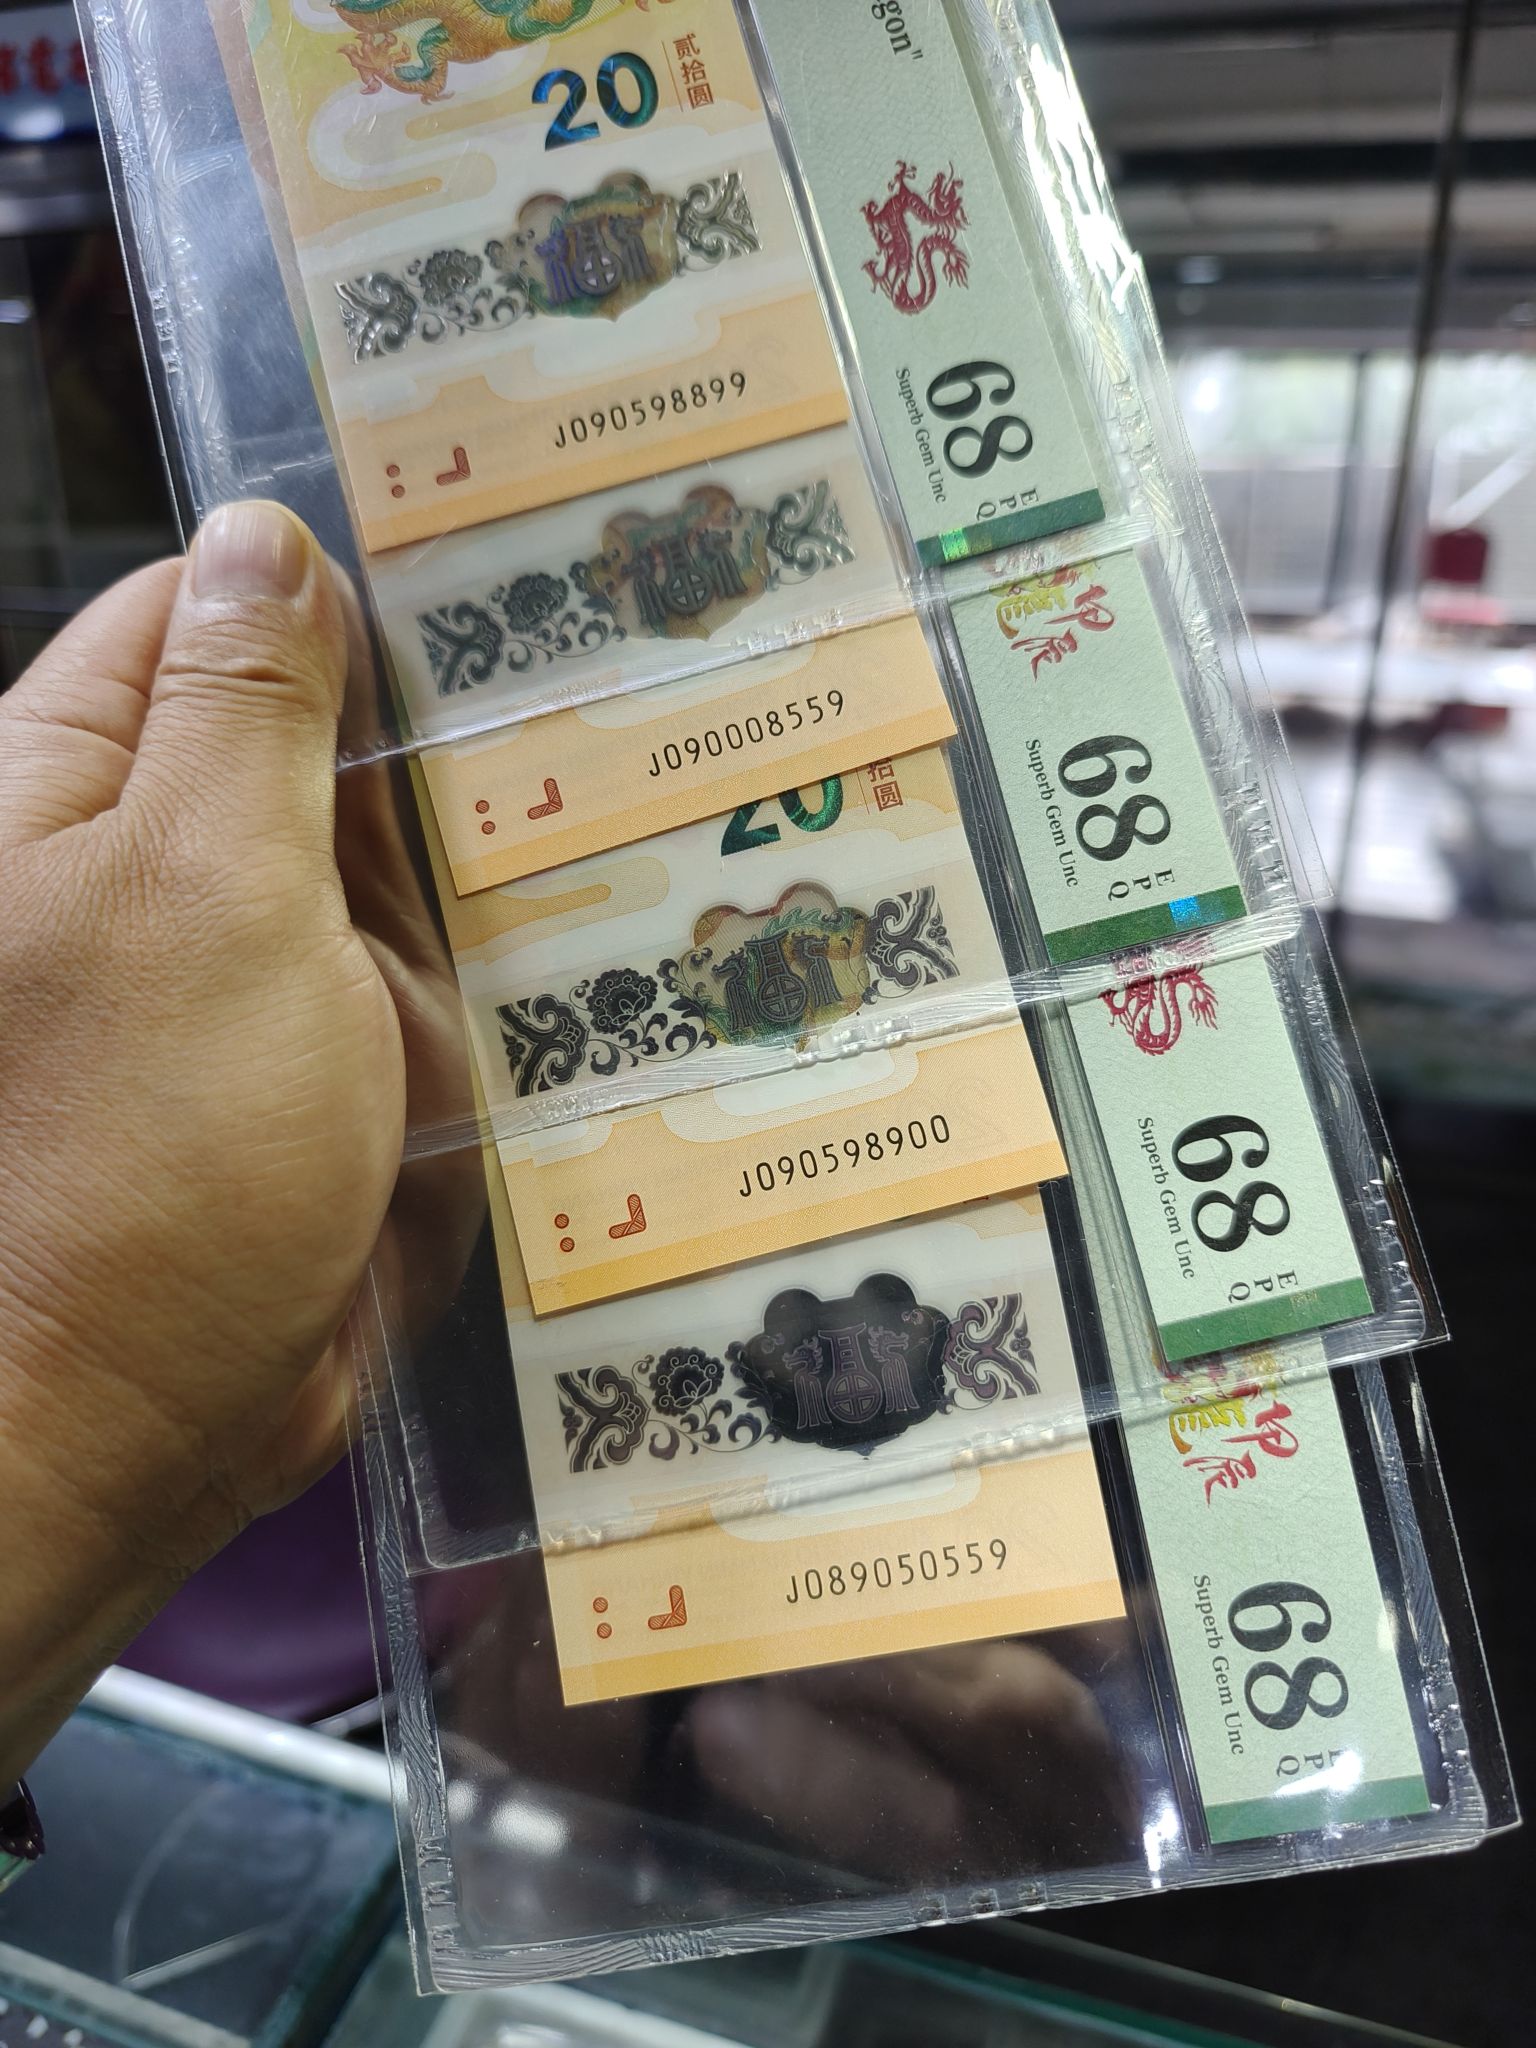 gon"
20
贰拾圆
福
J090598899
68
EPQ
Superb Gem Unc
福
J090008559
甲辰
68
EPQ
Superb Gem Unc
20
拾圆
福
J090598900
68
EPQ
Superb Gem Unc
福
J089050559
甲辰
68
EPQ
Superb Gem Unc